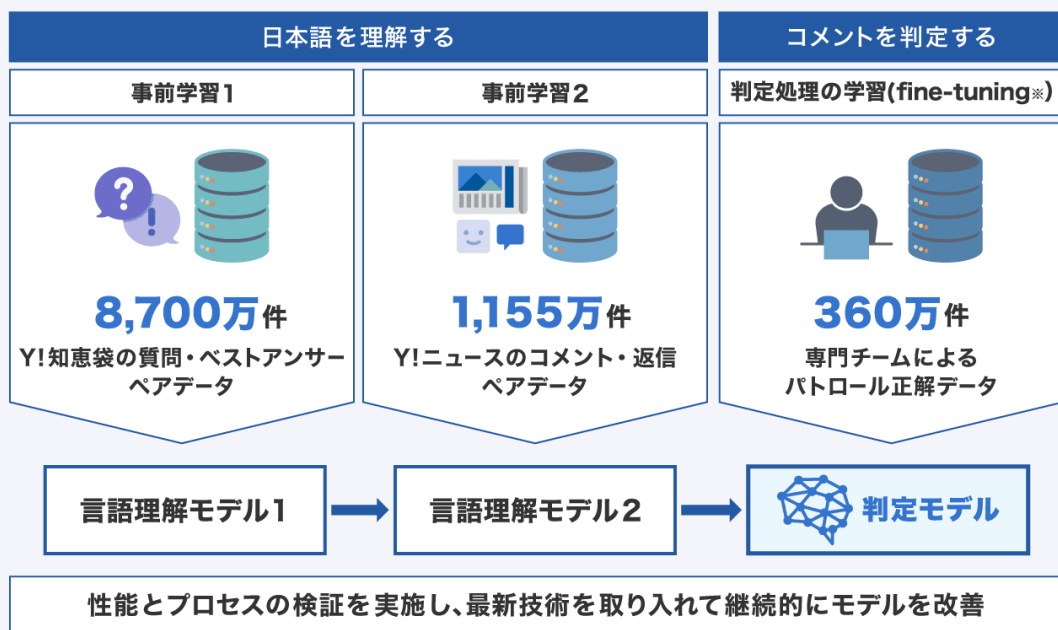 日本語を理解する
コメントを判定する
事前学習1
事前学習2
判定処理の学習(fine-tuning※)
?
!
8,700万件
Y!知恵袋の質問・ベストアンサー
ペアデータ
1,155万件
Y!ニュースのコメント・返信
ペアデータ
360万件
専門チームによる
パトロール正解データ
言語理解モデル1
言語理解モデル2
判定モデル
性能とプロセスの検証を実施し、最新技術を取り入れて継続的にモデルを改善